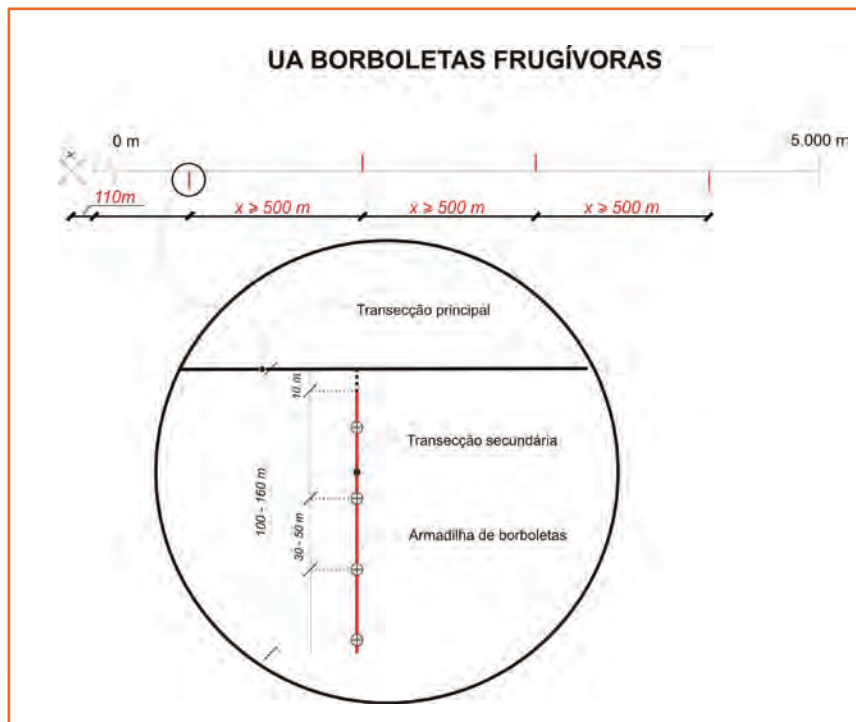 UA BORBOLETAS FRUGÍVORAS
x
0 m
5.000 m
110m
x ≥ 500 m
x ≥ 500 m
x ≥ 500 m
Transecção principal
10 m
Transecção secundária
100 - 160 m
30 - 50 m
Armadilha de borboletas